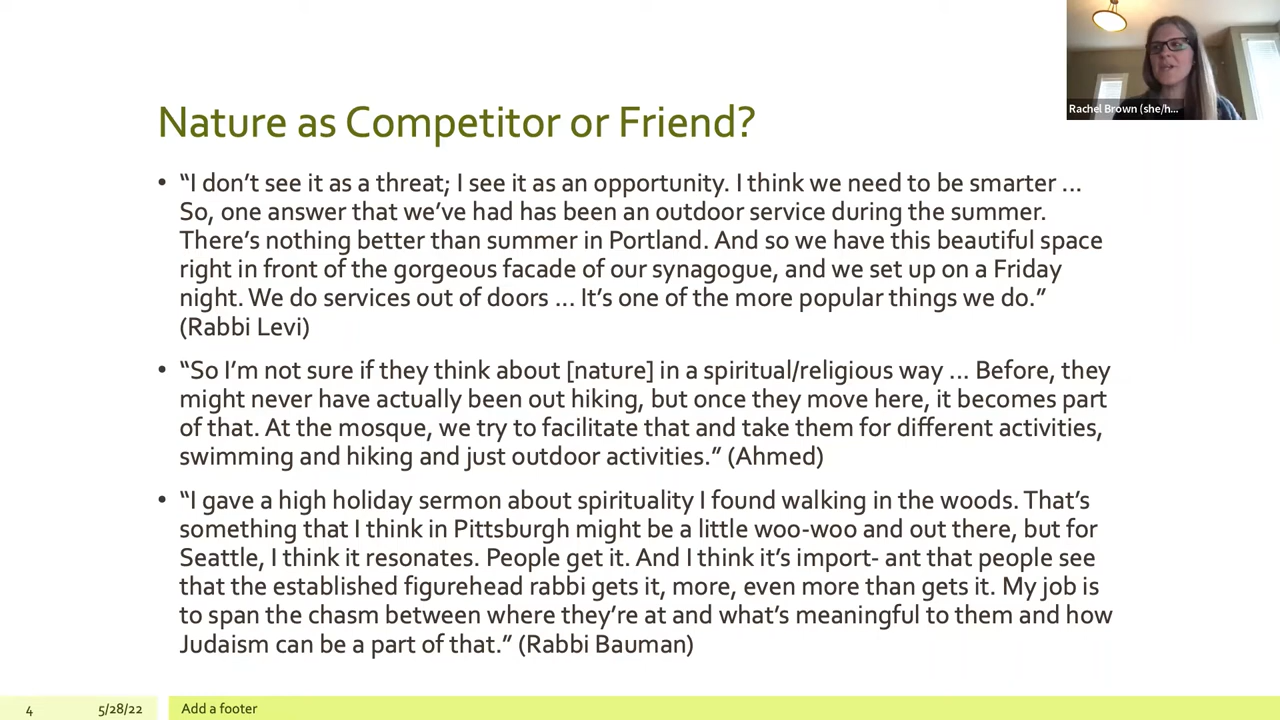 Rachel Brown (she/h...
Nature as Competitor or Friend?
• “I don’t see it as a threat; I see it as an opportunity. I think we need to be smarter ...
So, one answer that we’ve had has been an outdoor service during the summer.
There’s nothing better than summer in Portland. And so we have this beautiful space
right in front of the gorgeous facade of our synagogue, and we set up on a Friday
night. We do services out of doors ... It’s one of the more popular things we do.”
(Rabbi Levi)
• “So I’m not sure if they think about [nature] in a spiritual/religious way ... Before, they
might never have actually been out hiking, but once they move here, it becomes part
of that. At the mosque, we try to facilitate that and take them for different activities,
swimming and hiking and just outdoor activities.” (Ahmed)
• “I gave a high holiday sermon about spirituality I found walking in the woods. That’s
something that I think in Pittsburgh might be a little woo-woo and out there, but for
Seattle, I think it resonates. People get it. And I think it’s import- ant that people see
that the established figurehead rabbi gets it, more, even more than gets it. My job is
to span the chasm between where they’re at and what’s meaningful to them and how
Judaism can be a part of that.” (Rabbi Bauman)
4 5/28/22 Add a footer